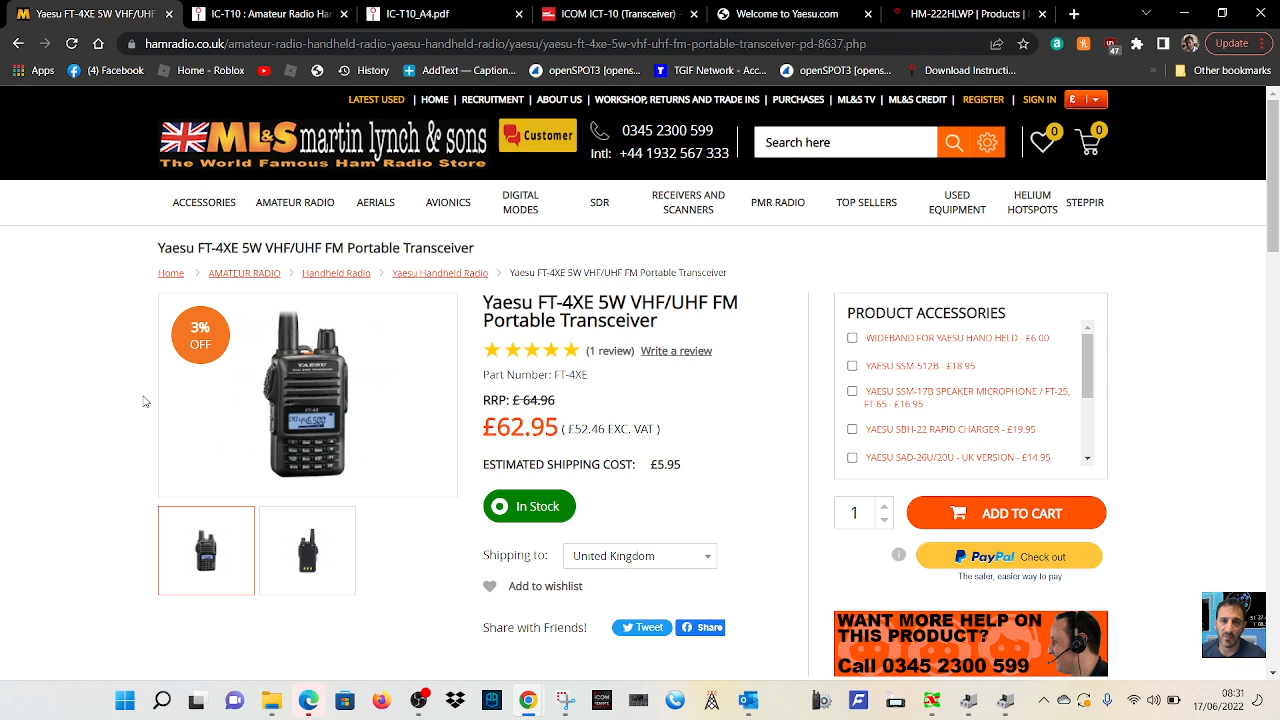 Yaesu FT-4XE 5W VHF/UHF FM
IC-T10 : Amateur Radio Han
IC-T10_A4.pdf
ICOM ICT-10 (Transceiver) -
Welcome to Yaesu.com
HM-222HLWP | Products | I
hamradio.co.uk/amateur-radio-handheld-radio-yaesu-handheld-radio/yaesu/yaesu-ft-4xe-5w-vhf-uhf-fm-portable-transceiver-pd-8637.php
47
Update
Apps
(4) Facebook
Home - Roblox
History
AddText — Caption...
openSPOT3 [opens...
TGIF Network - Acc...
openSPOT3 [opens...
Download Instructi...
»
Other bookmarks
LATEST USED | HOME | RECRUITMENT | ABOUT US | WORKSHOP, RETURNS AND TRADE INS | PURCHASES | ML&S TV | ML&S CREDIT | REGISTER | SIGN IN £
ML&S martin lynch & sons
The World Famous Ham Radio Store
Customer
0345 2300 599
Intl: +44 1932 567 333
Search here
0
0
ACCESSORIES
AMATEUR RADIO
AERIALS
AVIONICS
DIGITAL
MODES
SDR
RECEIVERS AND
SCANNERS
PMR RADIO
TOP SELLERS
USED
EQUIPMENT
HELIUM
HOTSPOTS
STEPPIR
Yaesu FT-4XE 5W VHF/UHF FM Portable Transceiver
Home > AMATEUR RADIO > Handheld Radio > Yaesu Handheld Radio > Yaesu FT-4XE 5W VHF/UHF FM Portable Transceiver
3%
OFF
YAESU
FT-4X
Yaesu FT-4XE 5W VHF/UHF FM
Portable Transceiver
(1 review) Write a review
Part Number: FT-4XE
RRP: £ 64.96
£62.95 ( £52.46 EXC. VAT )
ESTIMATED SHIPPING COST: £5.95
In Stock
Shipping to: United Kingdom
Add to wishlist
Share with Friends! Tweet Share
PRODUCT ACCESSORIES
WIDEBAND FOR YAESU HAND HELD - £6.00
YAESU SSM-512B - £18.95
YAESU SSM-17B SPEAKER MICROPHONE / FT-25,
FT-65 - £16.95
YAESU SBH-22 RAPID CHARGER - £19.95
YAESU SAD-26U/20U - UK VERSION - £14.95
1
ADD TO CART
PayPal Check out
The safer, easier way to pay
WANT MORE HELP ON
THIS PRODUCT?
Call 0345 2300 599
08:31
17/06/2022